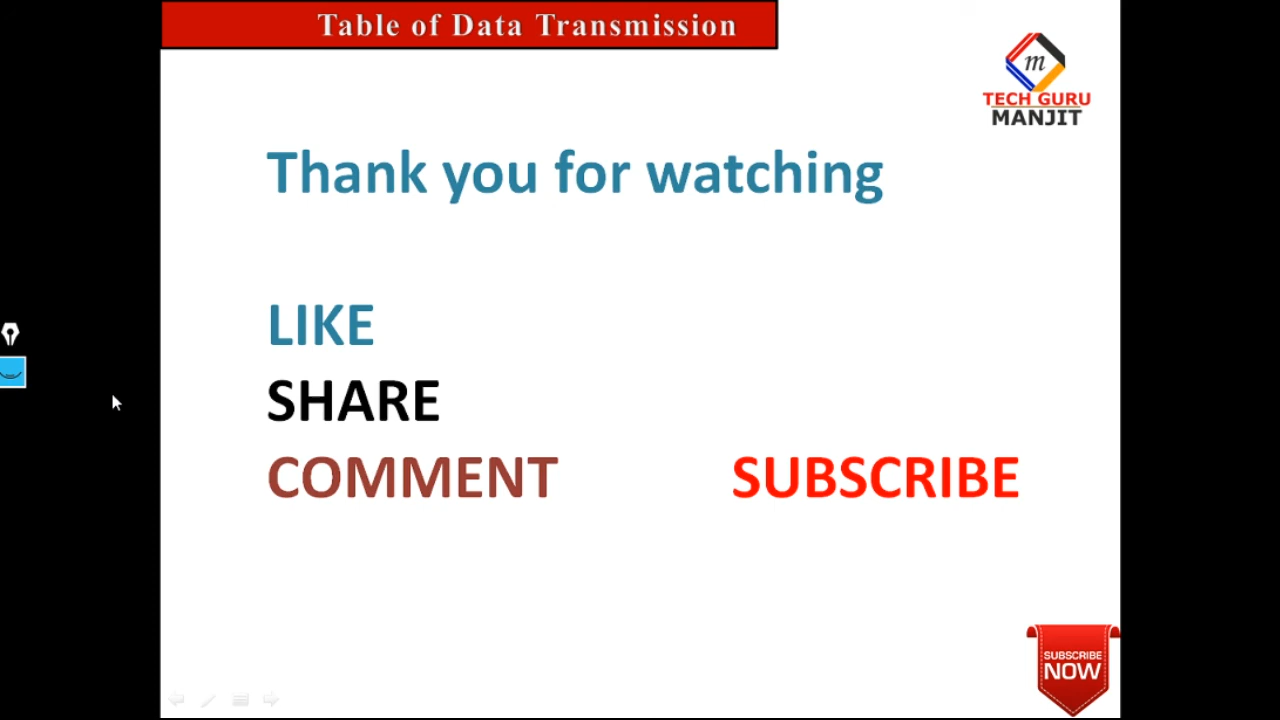 Table of Data Transmission
m
TECH GURU
MANJIT
Thank you for watching
LIKE
SHARE
COMMENT
SUBSCRIBE
SUBSCRIBE
NOW